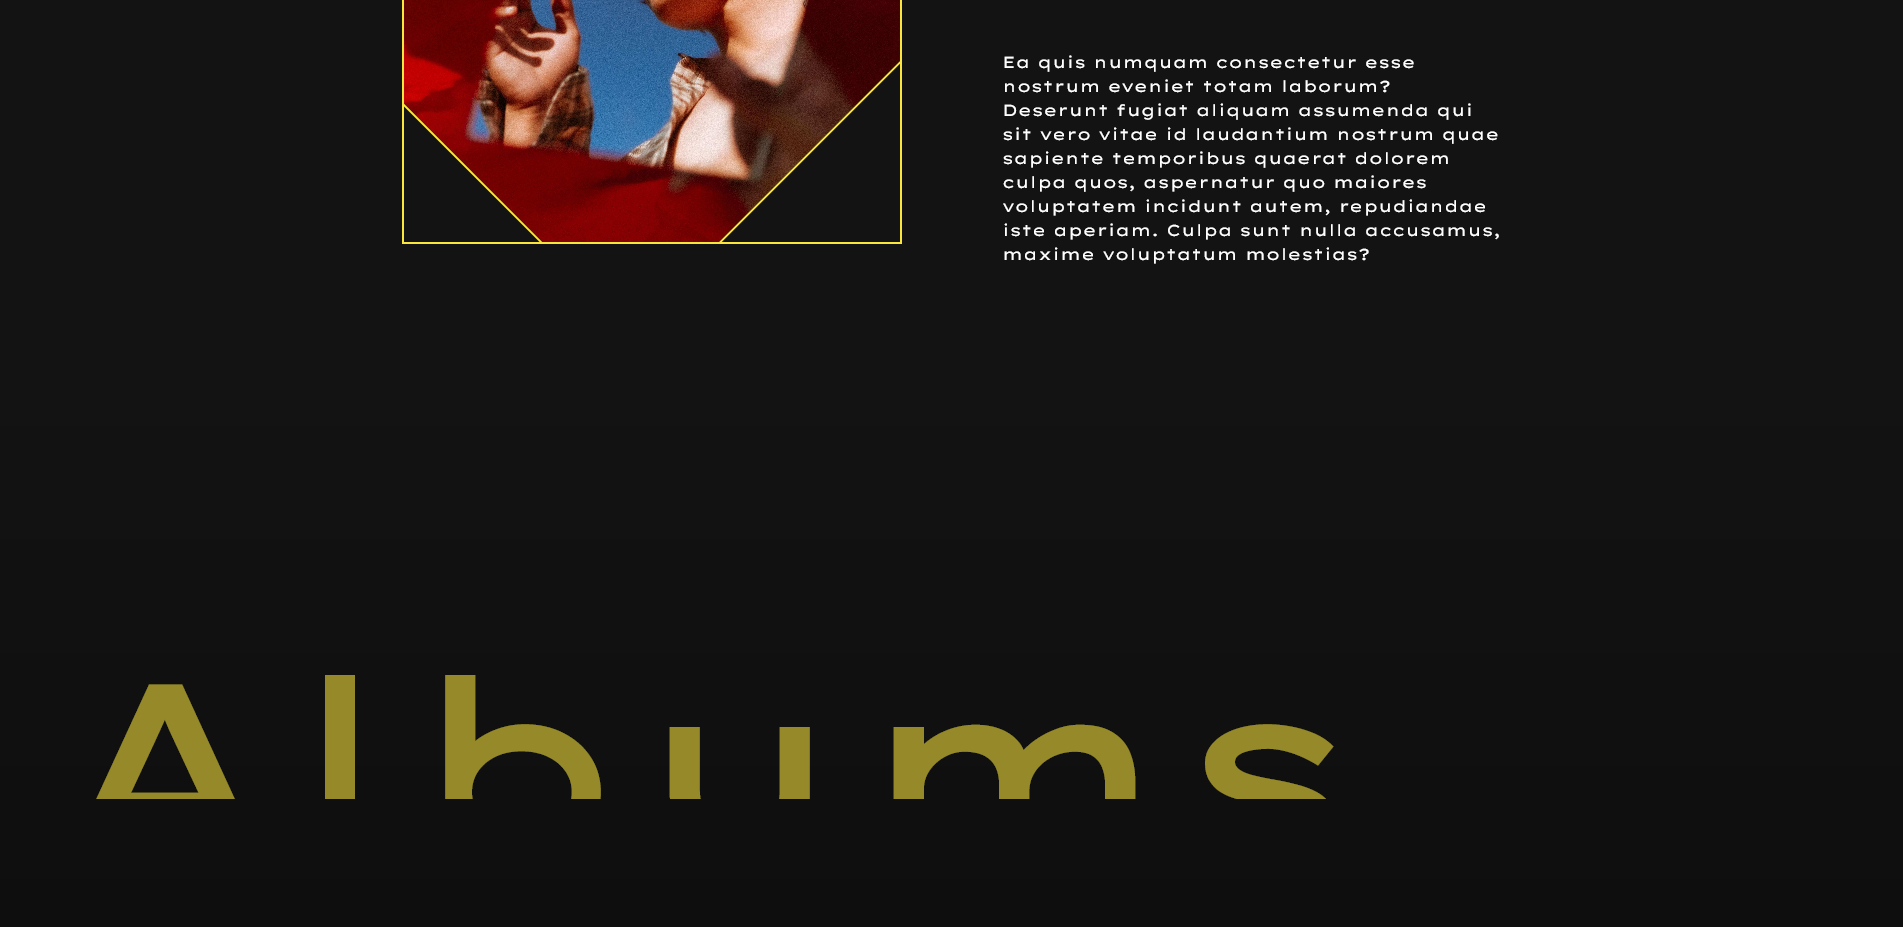 Ea quis numquam consectetur esse
nostrum eveniet totam laborum?
Deserunt fugiat aliquam assumenda qui
sit vero vitae id laudantium nostrum quae
sapiente temporibus quaerat dolorem
culpa quos, aspernatur quo maiores
voluptatem incidunt autem, repudiandae
iste aperiam. Culpa sunt nulla accusamus,
maxime voluptatum molestias?
Albums